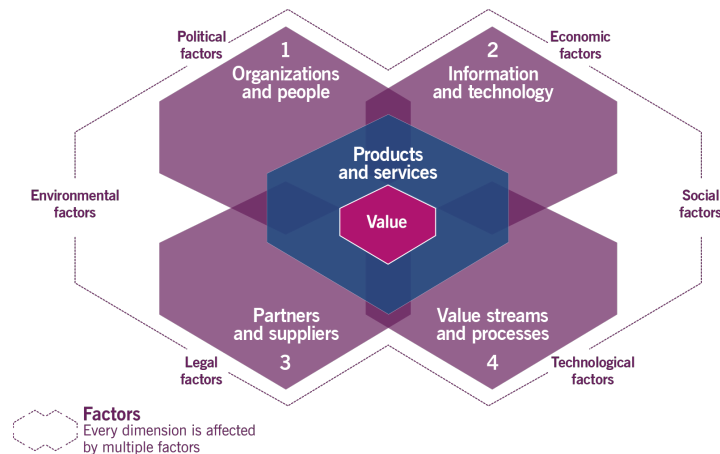 Political
factors
Economic
factors
1
Organizations
and people
2
Information
and technology
Products
and services
Environmental
factors
Value
Social
factors
Partners
and suppliers
3
Value streams
and processes
4
Legal
factors
Technological
factors
Factors
Every dimension is affected
by multiple factors